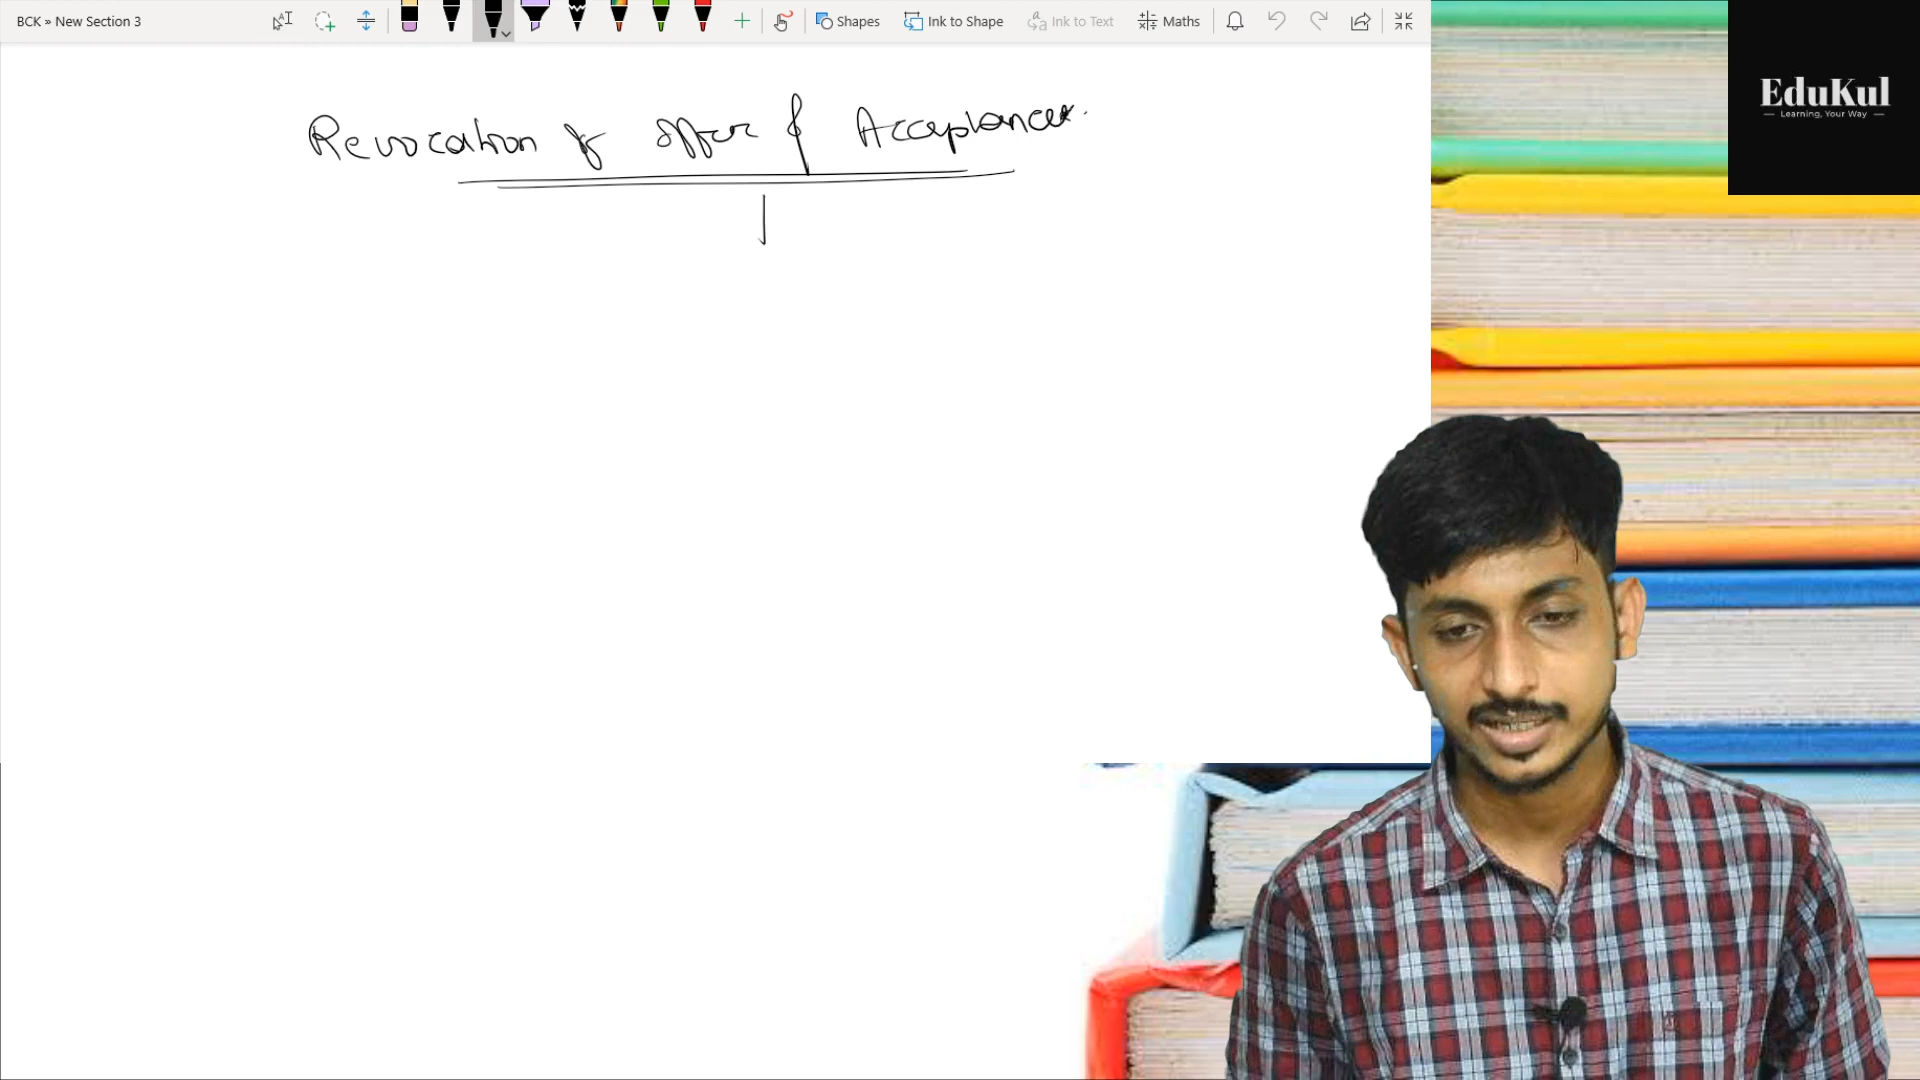 BCK » New Section 3
Shapes
Ink to Shape
Ink to Text
Maths
EduKul
Learning, Your Way
Revocation of offer & Acceptance.